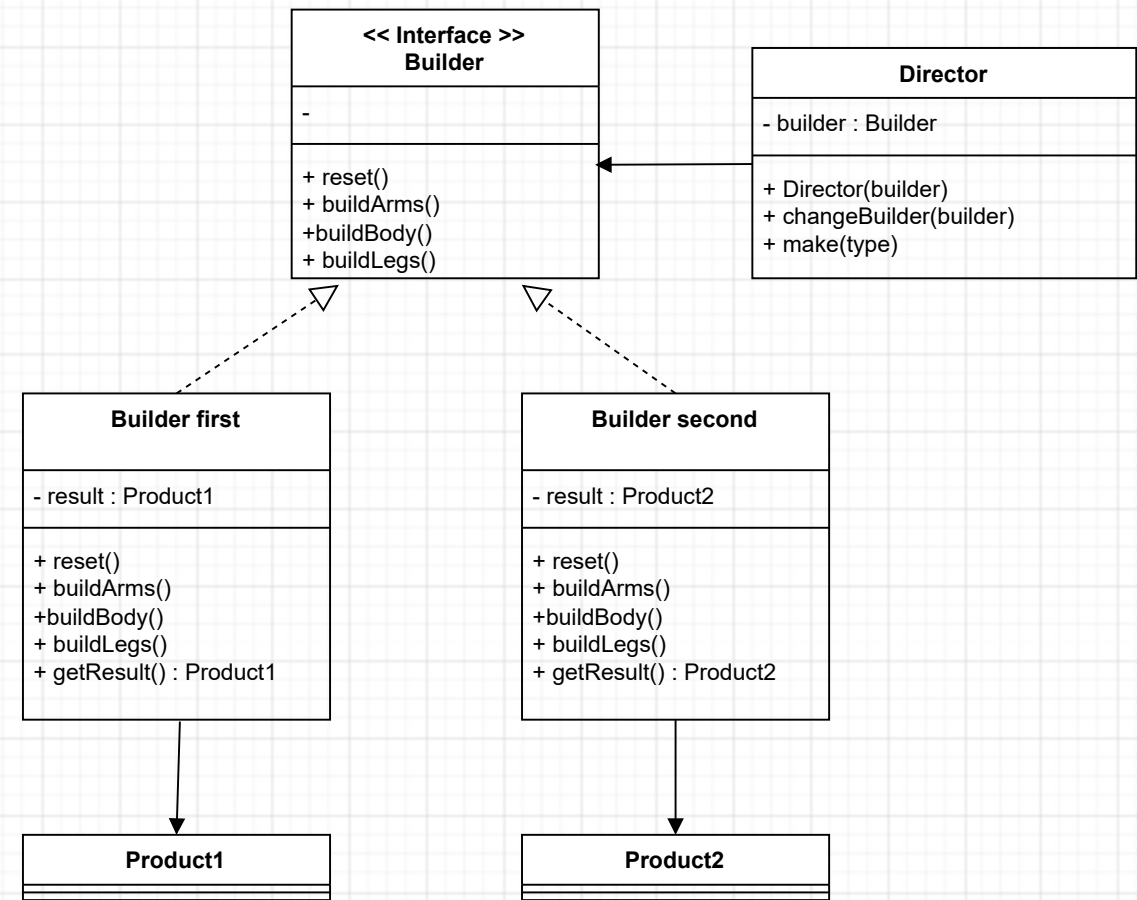 << Interface >>
Builder
-
+ reset()
+ buildArms()
+buildBody()
+ buildLegs()
Director
- builder : Builder
+ Director(builder)
+ changeBuilder(builder)
+ make(type)
Builder first
- result : Product1
+ reset()
+ buildArms()
+buildBody()
+ buildLegs()
+ getResult() : Product1
Builder second
- result : Product2
+ reset()
+ buildArms()
+buildBody()
+ buildLegs()
+ getResult() : Product2
Product1
Product2